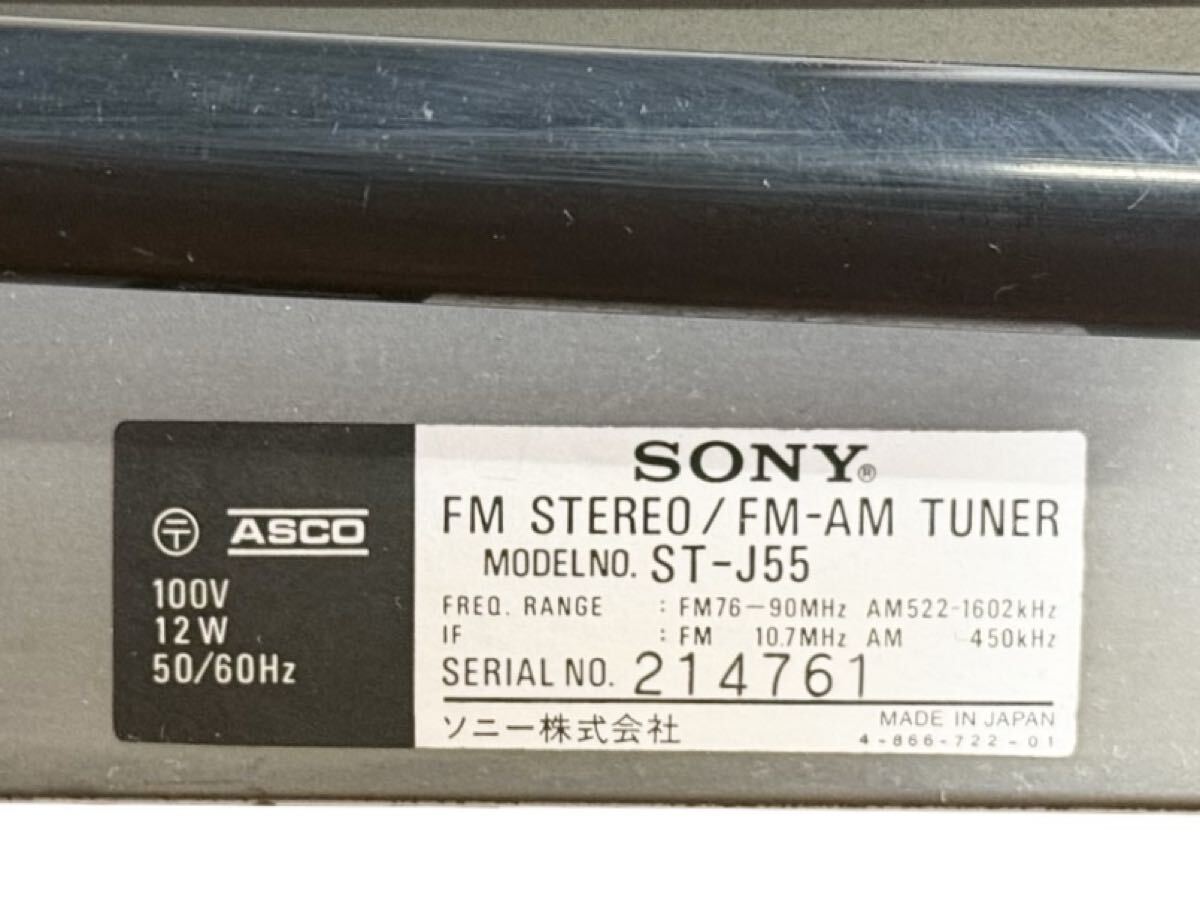 〒 ASCO
100V
12W
50/60Hz
SONY®
FM STEREO/FM-AM TUNER
MODEL NO. ST-J55
FREQ. RANGE : FM76-90MHz AM522-1602kHz
IF : FM 10.7MHz AM 450kHz
SERIAL NO. 214761
ソニー株式会社
MADE IN JAPAN
4-866-722-01